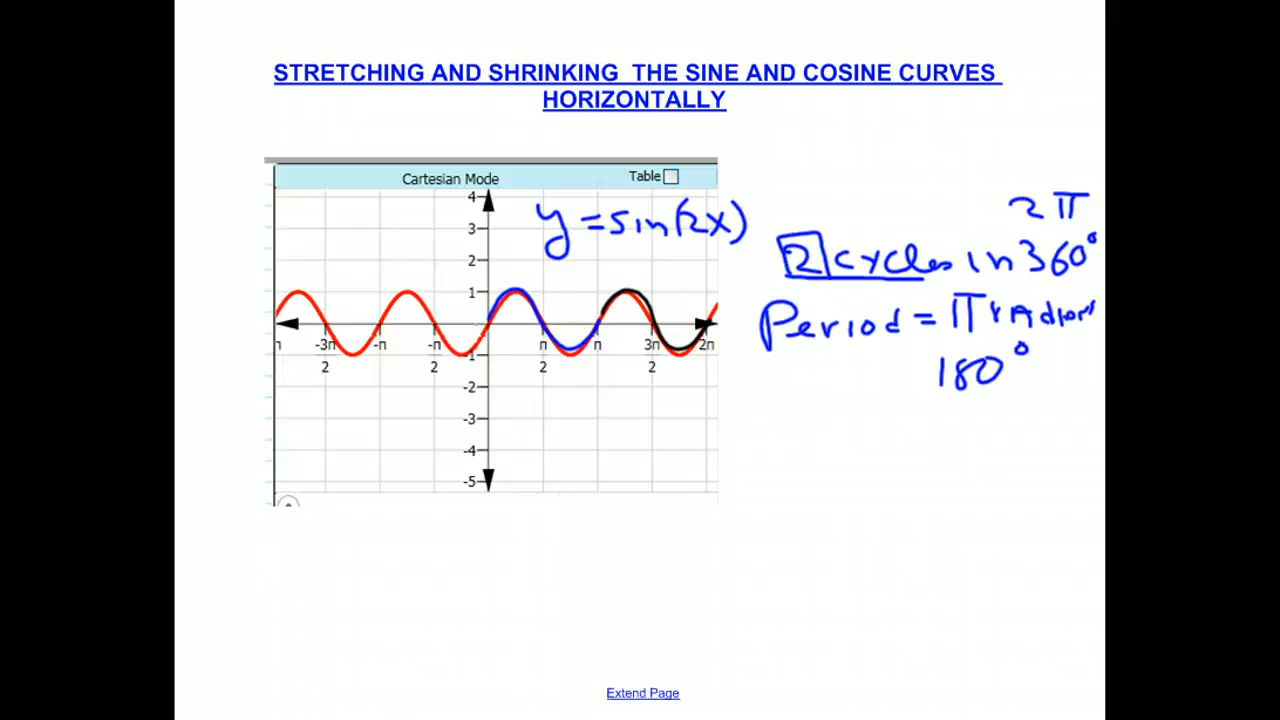 STRETCHING AND SHRINKING THE SINE AND COSINE CURVES
HORIZONTALLY
Cartesian Mode
Table
4
3
2
1
-1
-2
-3
-4
-5
π -3π -π -π π π 3π 2π
2 2 2 2
y = sin(2x)
2π
2 cycles in 360°
Period = π radians
180°
Extend Page